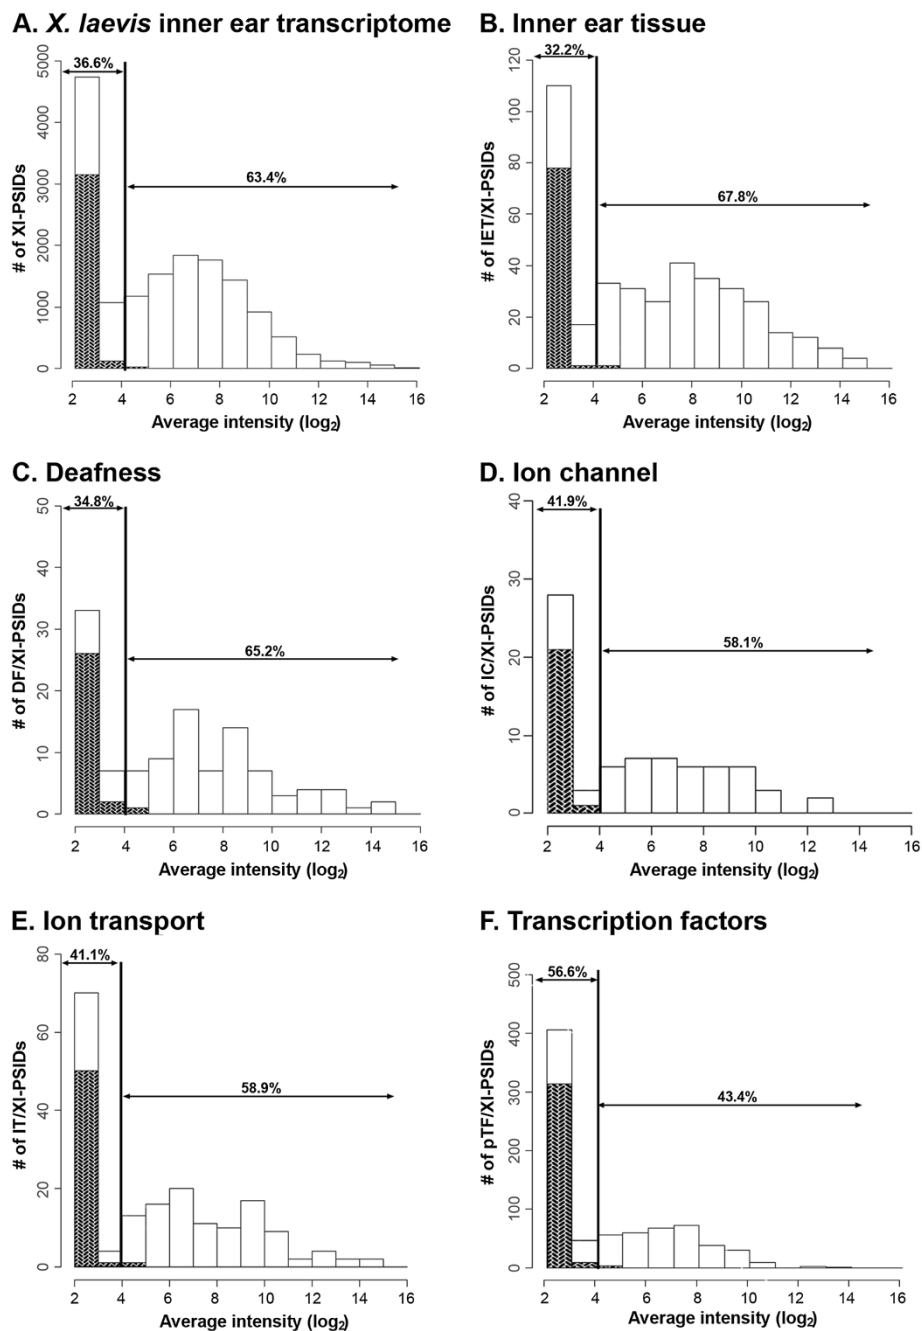 A. X. laevis inner ear transcriptome
36.6%
63.4%
# of XI-PSIDs
0 1000 2000 3000 4000 5000
2 4 6 8 10 12 14 16
Average intensity (log2)
B. Inner ear tissue
32.2%
67.8%
# of IET/XI-PSIDs
0 20 40 60 80 100 120
2 4 6 8 10 12 14 16
Average intensity (log2)
C. Deafness
34.8%
65.2%
# of DF/XI-PSIDs
0 10 20 30 40 50
2 4 6 8 10 12 14 16
Average intensity (log2)
D. Ion channel
41.9%
58.1%
# of IC/XI-PSIDs
0 10 20 30 40
2 4 6 8 10 12 14 16
Average intensity (log2)
E. Ion transport
41.1%
58.9%
# of IT/XI-PSIDs
0 20 40 60 80
2 4 6 8 10 12 14 16
Average intensity (log2)
F. Transcription factors
56.6%
43.4%
# of pTF/XI-PSIDs
0 100 200 300 400 500
2 4 6 8 10 12 14 16
Average intensity (log2)